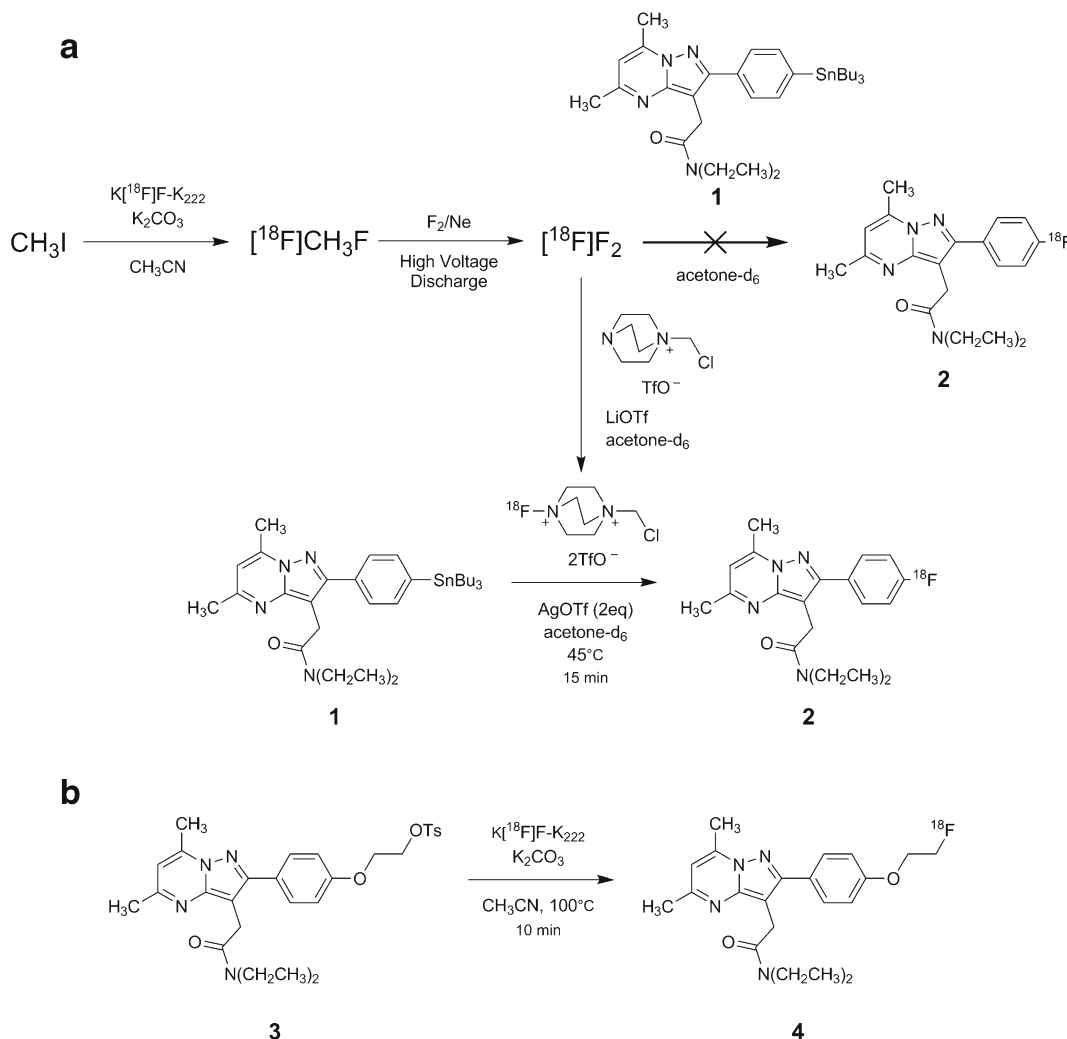 a
CH3
N
N
N
H3C
SnBu3
O
N(CH2CH3)2
1
CH3I
K[18F]F-K222
K2CO3
CH3CN
[18F]CH3F
F2/Ne
High Voltage
Discharge
[18F]F2
acetone-d6
CH3
N
N
N
H3C
18F
O
N(CH2CH3)2
2
N
N
+
Cl
TfO−
LiOTf
acetone-d6
18F
N
+
N
+
Cl
2TfO−
CH3
N
N
N
H3C
SnBu3
O
N(CH2CH3)2
1
AgOTf (2eq)
acetone-d6
45°C
15 min
CH3
N
N
N
H3C
18F
O
N(CH2CH3)2
2
b
CH3
N
N
N
H3C
OTs
O
O
N(CH2CH3)2
3
K[18F]F-K222
K2CO3
CH3CN, 100°C
10 min
CH3
N
N
N
H3C
18F
O
O
N(CH2CH3)2
4